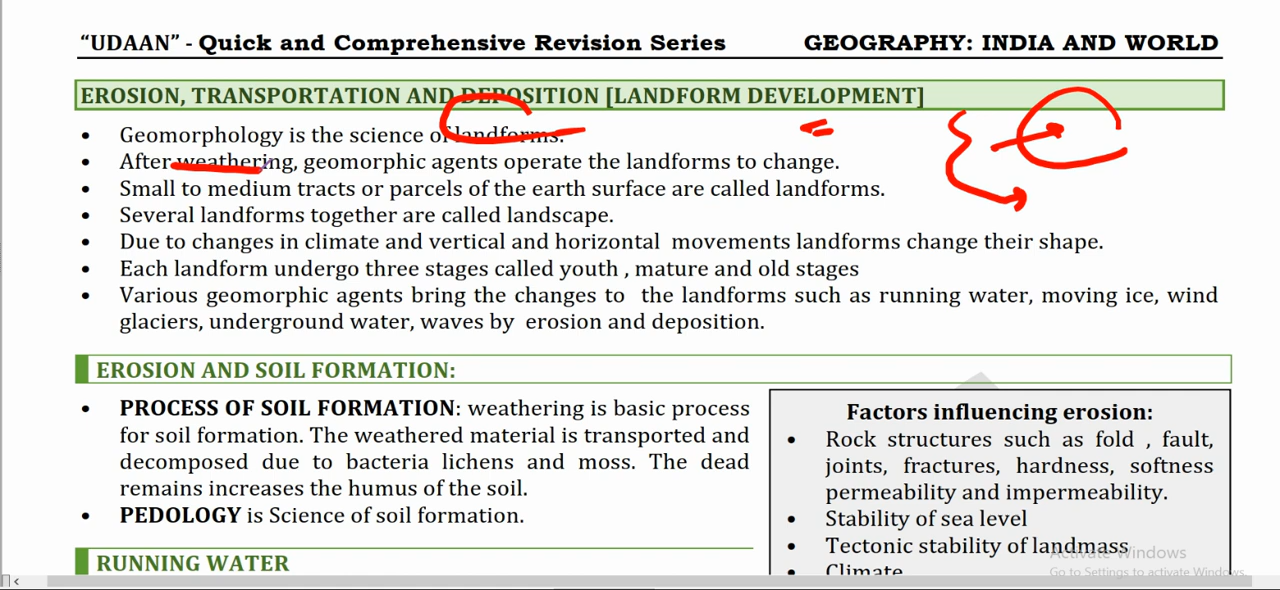 “UDAAN” - Quick and Comprehensive Revision Series GEOGRAPHY: INDIA AND WORLD
EROSION, TRANSPORTATION AND DEPOSITION [LANDFORM DEVELOPMENT]
• Geomorphology is the science of landforms.
• After weathering, geomorphic agents operate the landforms to change.
• Small to medium tracts or parcels of the earth surface are called landforms.
• Several landforms together are called landscape.
• Due to changes in climate and vertical and horizontal movements landforms change their shape.
• Each landform undergo three stages called youth , mature and old stages
• Various geomorphic agents bring the changes to the landforms such as running water, moving ice, wind
glaciers, underground water, waves by erosion and deposition.
EROSION AND SOIL FORMATION:
• PROCESS OF SOIL FORMATION: weathering is basic process
for soil formation. The weathered material is transported and
decomposed due to bacteria lichens and moss. The dead
remains increases the humus of the soil.
• PEDOLOGY is Science of soil formation.
RUNNING WATER
Factors influencing erosion:
• Rock structures such as fold , fault,
joints, fractures, hardness, softness
permeability and impermeability.
• Stability of sea level
• Tectonic stability of landmass
• Climate
Activate Windows
Go to Settings to activate Windows.